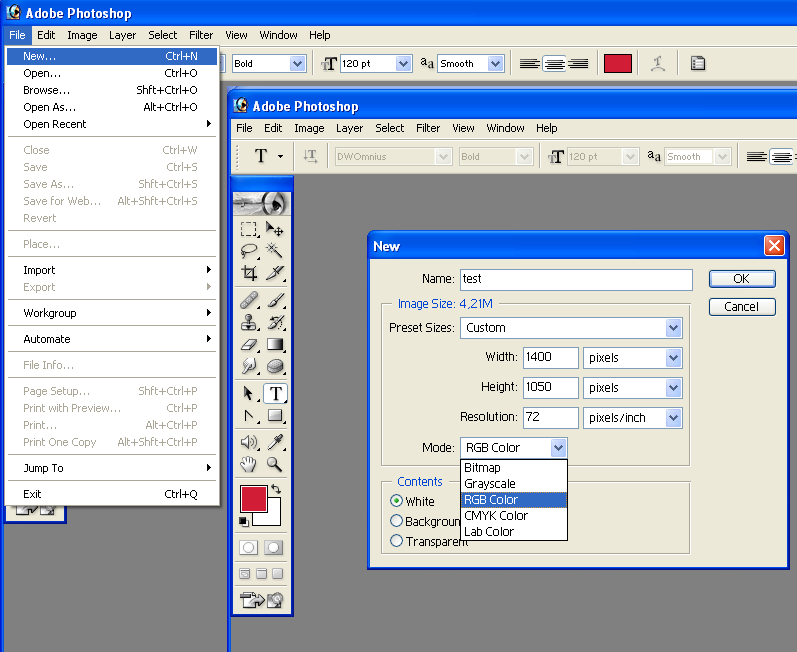 Adobe Photoshop
File Edit Image Layer Select Filter View Window Help
Bold 120 pt aa Smooth
New... Ctrl+N
Open... Ctrl+O
Browse... Shft+Ctrl+O
Open As... Alt+Ctrl+O
Open Recent
Close Ctrl+W
Save Ctrl+S
Save As... Shft+Ctrl+S
Save for Web... Alt+Shft+Ctrl+S
Revert
Place...
Import
Export
Workgroup
Automate
File Info...
Page Setup... Shft+Ctrl+P
Print with Preview... Ctrl+P
Print... Alt+Ctrl+P
Print One Copy Alt+Shft+Ctrl+P
Jump To
Exit Ctrl+Q
Adobe Photoshop
File Edit Image Layer Select Filter View Window Help
T T DWOmnius Bold T 120 pt aa Smooth
T
New
Name: test
OK
Cancel
Image Size: 4,21M
Preset Sizes: Custom
Width: 1400 pixels
Height: 1050 pixels
Resolution: 72 pixels/inch
Mode: RGB Color
Bitmap
Grayscale
RGB Color
CMYK Color
Lab Color
Contents
White
Backgroun
Transparent